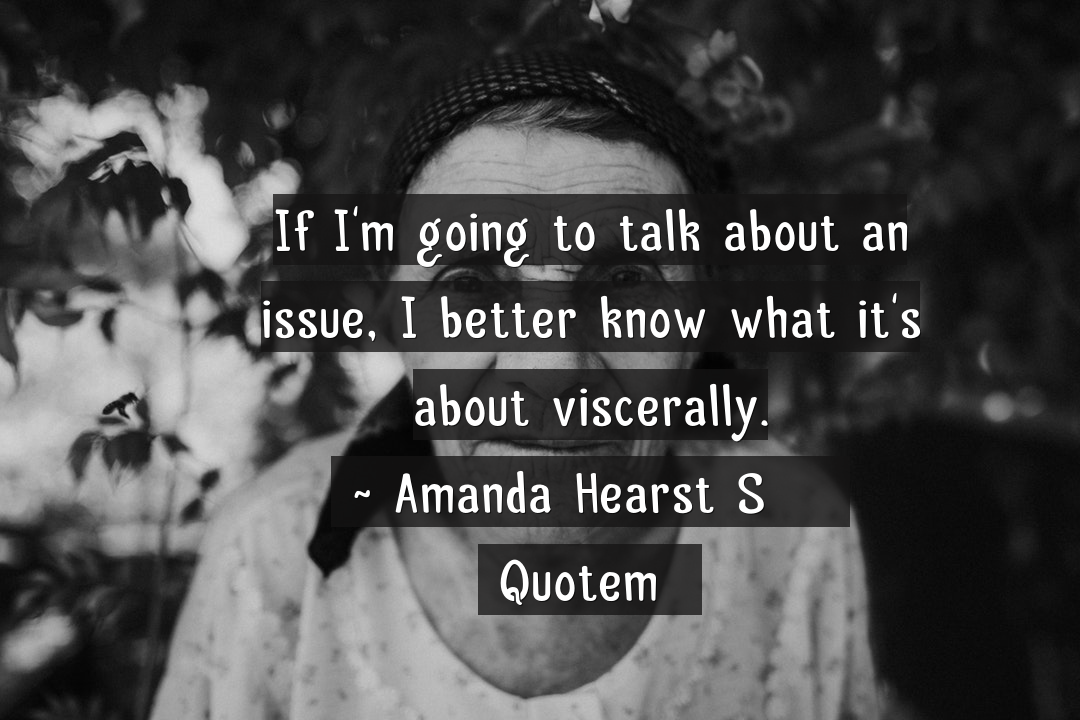 If I'm going to talk about an
issue, I better know what it's
about viscerally.
~ Amanda Hearst S
Quotem